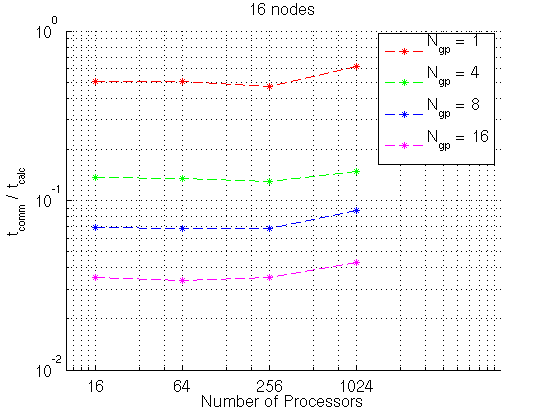 16 nodes
10^0
N_gp = 1
N_gp = 4
N_gp = 8
N_gp = 16
10^-1
t_comm / t_calc
10^-2
16 64 256 1024
Number of Processors